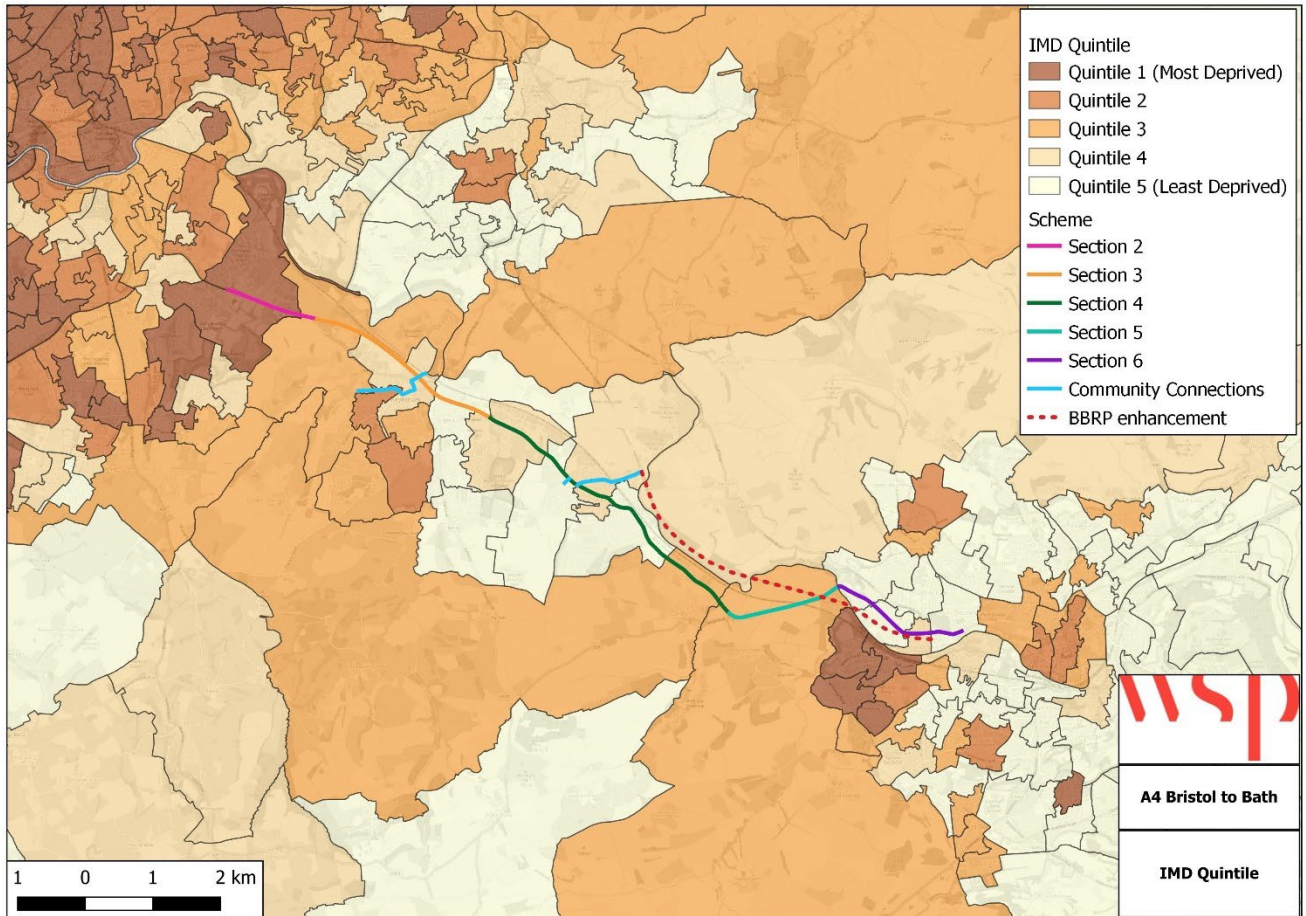 IMD Quintile
Quintile 1 (Most Deprived)
Quintile 2
Quintile 3
Quintile 4
Quintile 5 (Least Deprived)
Scheme
Section 2
Section 3
Section 4
Section 5
Section 6
Community Connections
BBRP enhancement
wsp
A4 Bristol to Bath
IMD Quintile
1 0 1 2 km